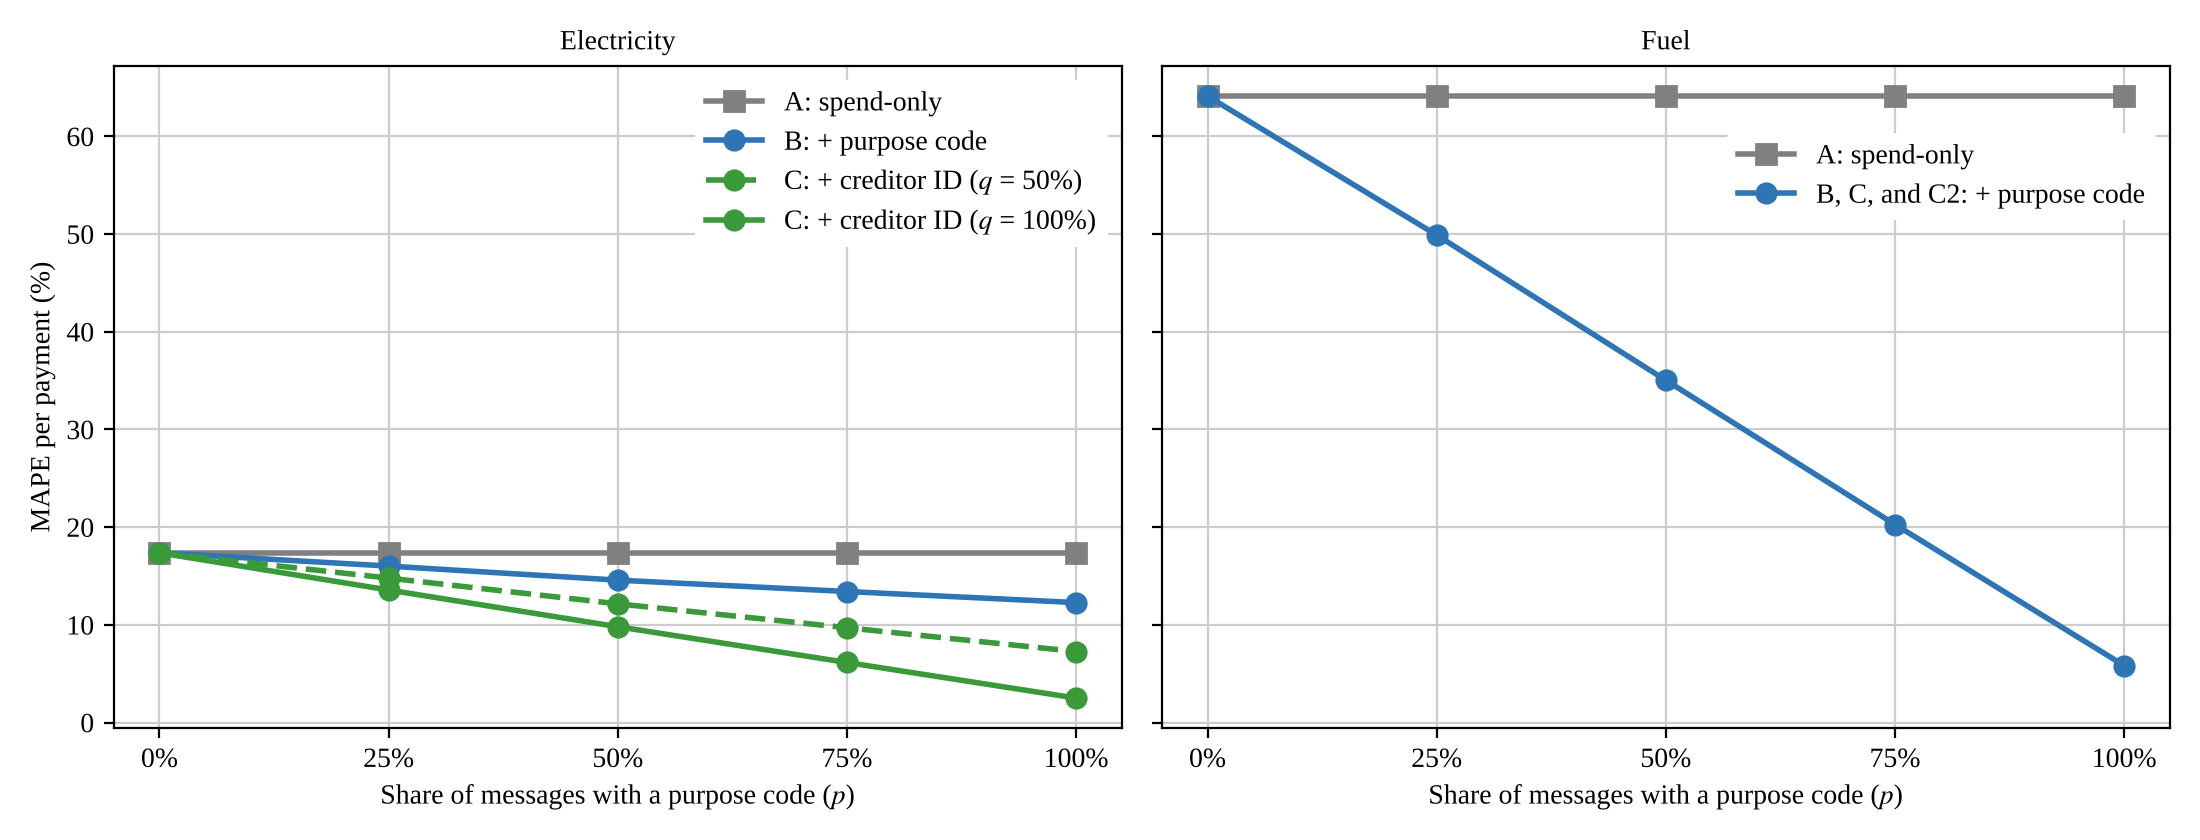 Electricity
A: spend-only
B: + purpose code
C: + creditor ID (q = 50%)
C: + creditor ID (q = 100%)
MAPE per payment (%)
60
50
40
30
20
10
0
0% 25% 50% 75% 100%
Share of messages with a purpose code (p)
Fuel
A: spend-only
B, C, and C2: + purpose code
0% 25% 50% 75% 100%
Share of messages with a purpose code (p)